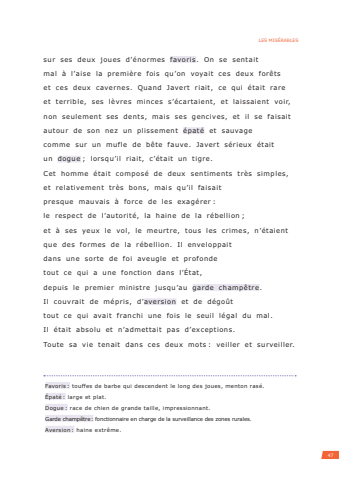 LES MISÉRABLES
sur ses deux joues d'énormes favoris. On se sentait
mal à l'aise la première fois qu'on voyait ces deux forêts
et ces deux cavernes. Quand Javert riait, ce qui était rare
et terrible, ses lèvres minces s'écartaient, et laissaient voir,
non seulement ses dents, mais ses gencives, et il se faisait
autour de son nez un plissement épaté et sauvage
comme sur un mufle de bête fauve. Javert sérieux était
un dogue ; lorsqu'il riait, c'était un tigre.
Cet homme était composé de deux sentiments très simples,
et relativement très bons, mais qu'il faisait
presque mauvais à force de les exagérer :
le respect de l'autorité, la haine de la rébellion ;
et à ses yeux le vol, le meurtre, tous les crimes, n'étaient
que des formes de la rébellion. Il enveloppait
dans une sorte de foi aveugle et profonde
tout ce qui a une fonction dans l'État,
depuis le premier ministre jusqu'au garde champêtre.
Il couvrait de mépris, d'aversion et de dégoût
tout ce qui avait franchi une fois le seuil légal du mal.
Il était absolu et n'admettait pas d'exceptions.
Toute sa vie tenait dans ces deux mots : veiller et surveiller.
Favoris : touffes de barbe qui descendent le long des joues, menton rasé.
Épaté : large et plat.
Dogue : race de chien de grande taille, impressionnant.
Garde champêtre : fonctionnaire en charge de la surveillance des zones rurales.
Aversion : haine extrême.
47